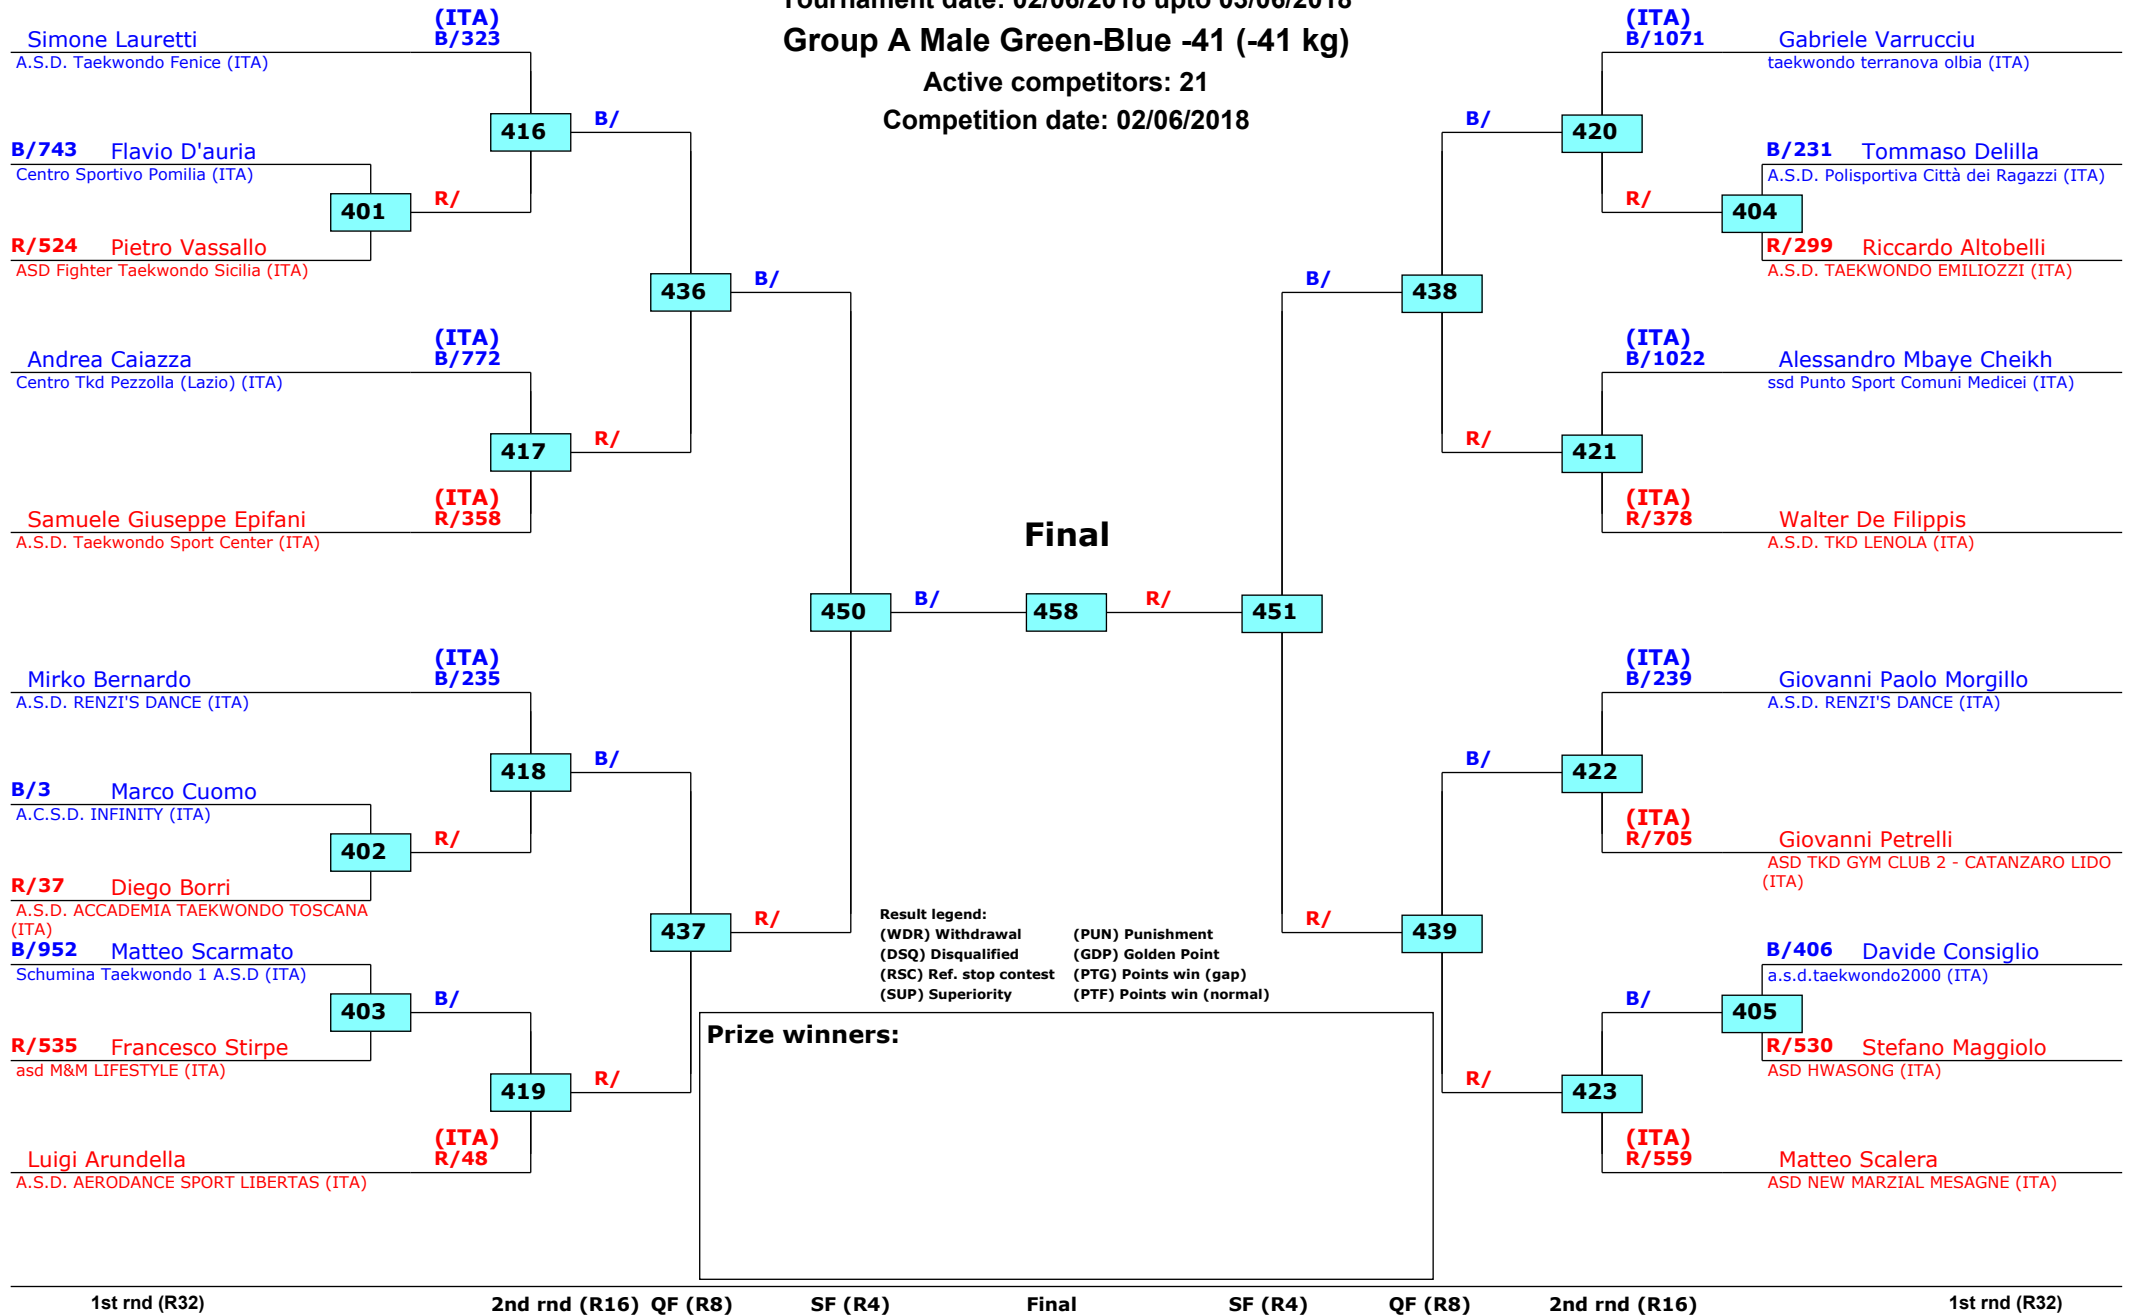 Tournament date: 02/06/2018 upto 03/06/2018
Group A Male Green-Blue -41 (-41 kg)
Active competitors: 21
Competition date: 02/06/2018
(ITA)
Simone Lauretti B/323
A.S.D. Taekwondo Fenice (ITA)
416
B/
B/743 Flavio D'auria
Centro Sportivo Pomilia (ITA)
401
R/
R/524 Pietro Vassallo
ASD Fighter Taekwondo Sicilia (ITA)
436
B/
(ITA)
Andrea Caiazza B/772
Centro Tkd Pezzolla (Lazio) (ITA)
417
R/
(ITA)
Samuele Giuseppe Epifani R/358
A.S.D. Taekwondo Sport Center (ITA)
450
B/
(ITA)
Mirko Bernardo B/235
A.S.D. RENZI'S DANCE (ITA)
418
B/
B/3 Marco Cuomo
A.C.S.D. INFINITY (ITA)
402
R/
R/37 Diego Borri
A.S.D. ACCADEMIA TAEKWONDO TOSCANA
(ITA)
437
R/
B/952 Matteo Scarmato
Schumina Taekwondo 1 A.S.D (ITA)
403
B/
R/535 Francesco Stirpe
asd M&M LIFESTYLE (ITA)
419
R/
(ITA)
Luigi Arundella R/48
A.S.D. AERODANCE SPORT LIBERTAS (ITA)
Final
458
R/
451
(ITA)
B/1071 Gabriele Varrucciu
taekwondo terranova olbia (ITA)
B/
420
B/231 Tommaso Delilla
A.S.D. Polisportiva Città dei Ragazzi (ITA)
R/
404
R/299 Riccardo Altobelli
A.S.D. TAEKWONDO EMILIOZZI (ITA)
B/
438
(ITA)
B/1022 Alessandro Mbaye Cheikh
ssd Punto Sport Comuni Medicei (ITA)
R/
421
(ITA)
R/378 Walter De Filippis
A.S.D. TKD LENOLA (ITA)
(ITA)
B/239 Giovanni Paolo Morgillo
A.S.D. RENZI'S DANCE (ITA)
B/
422
(ITA)
R/705 Giovanni Petrelli
ASD TKD GYM CLUB 2 - CATANZARO LIDO
(ITA)
R/
439
B/406 Davide Consiglio
a.s.d.taekwondo2000 (ITA)
B/
405
R/530 Stefano Maggiolo
ASD HWASONG (ITA)
R/
423
(ITA)
R/559 Matteo Scalera
ASD NEW MARZIAL MESAGNE (ITA)
Result legend:
(WDR) Withdrawal (PUN) Punishment
(DSQ) Disqualified (GDP) Golden Point
(RSC) Ref. stop contest (PTG) Points win (gap)
(SUP) Superiority (PTF) Points win (normal)
Prize winners:
1st rnd (R32) 2nd rnd (R16) QF (R8) SF (R4) Final SF (R4) QF (R8) 2nd rnd (R16) 1st rnd (R32)